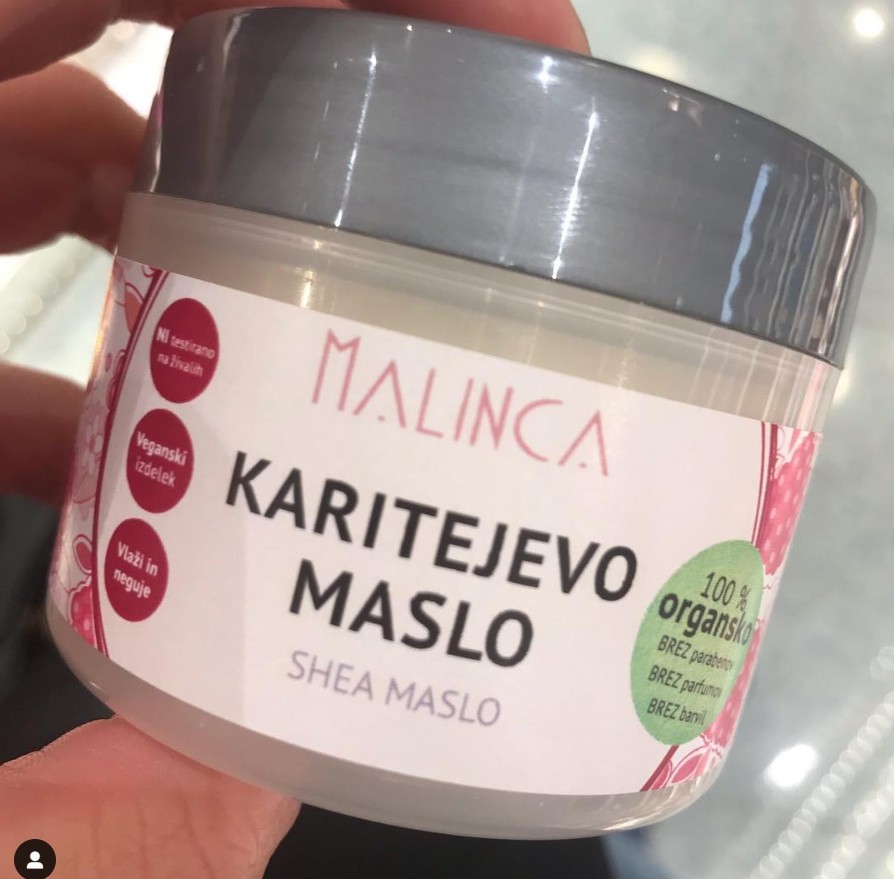 MALINCA
KARITEJEVO
MASLO
SHEA MASLO
NI testirano
na živalih
Veganski
izdelek
Vlaži in
neguje
100 %
organsko
BREZ parabenov
BREZ parfumov
BREZ barvil